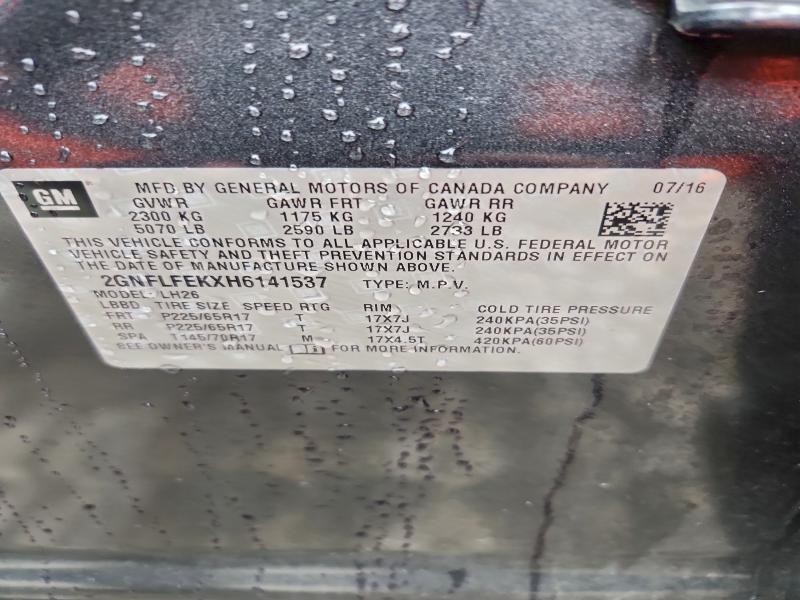 GM
MFD BY GENERAL MOTORS OF CANADA COMPANY 07/16
GVWR GAWR FRT GAWR RR
2300 KG 1175 KG 1240 KG
5070 LB 2590 LB 2733 LB
THIS VEHICLE CONFORMS TO ALL APPLICABLE U.S. FEDERAL MOTOR
VEHICLE SAFETY AND THEFT PREVENTION STANDARDS IN EFFECT ON
THE DATE OF MANUFACTURE SHOWN ABOVE.
2GNFLFEKXH6141537 TYPE: M.P.V.
MODEL: LH26
LBBD TIRE SIZE SPEED RTG RIM COLD TIRE PRESSURE
FRT P225/65R17 T 17X7J 240KPA(35PSI)
RR P225/65R17 T 17X7J 240KPA(35PSI)
SPA T145/70R17 M 17X4.5T 420KPA(60PSI)
SEE OWNER'S MANUAL FOR MORE INFORMATION.